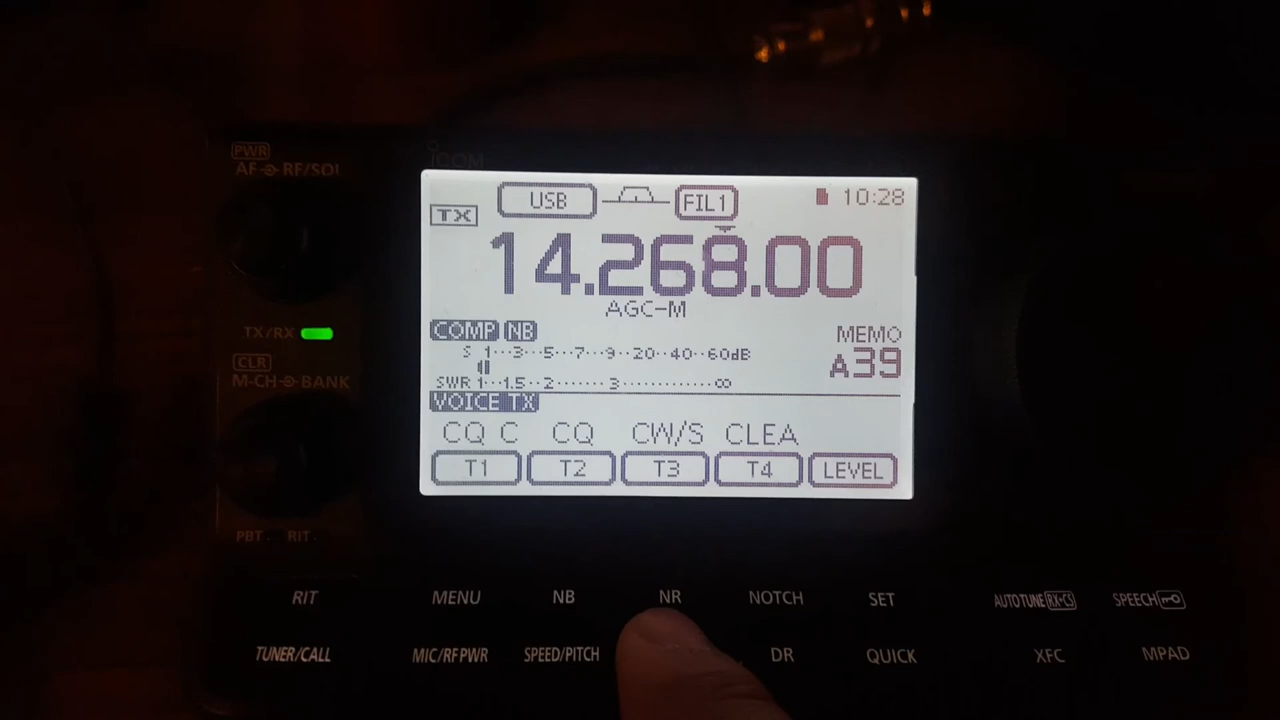 PWR
AF RF/SQL
ICOM
USB FIL1 10:28
TX
14.268.00
AGC-M
TX/RX
COMP NB MEMO
S 1 3 5 7 9 20 40 60dB A39
CLR
M-CH BANK
SWR 1 1.5 2 3 ∞
VOICE TX
CQ C CQ CW/S CLEA
T1 T2 T3 T4 LEVEL
PBT RIT
RIT MENU NB NR NOTCH SET AUTOTUNE RX-CS SPEECH
TUNER/CALL MIC/RF PWR SPEED/PITCH DR QUICK XFC MPAD